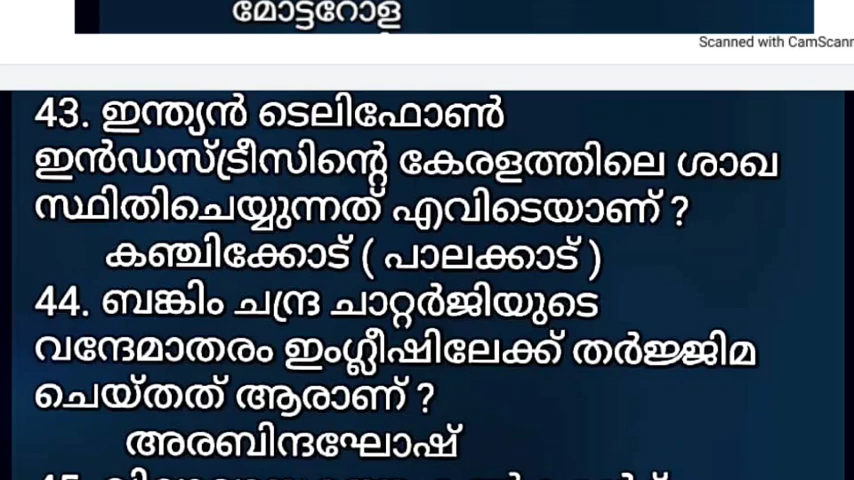 മോട്ടറോള
Scanned with CamScann
43. ഇന്ത്യൻ ടെലിഫോൺ
ഇൻഡസ്ട്രീസിന്റെ കേരളത്തിലെ ശാഖ
സ്ഥിതിചെയ്യുന്നത് എവിടെയാണ് ?
കഞ്ചിക്കോട് ( പാലക്കാട് )
44. ബങ്കിം ചന്ദ്ര ചാറ്റർജിയുടെ
വന്ദേമാതരം ഇംഗ്ലീഷിലേക്ക് തർജ്ജിമ
ചെയ്തത് ആരാണ് ?
അരബിന്ദഘോഷ്
45.